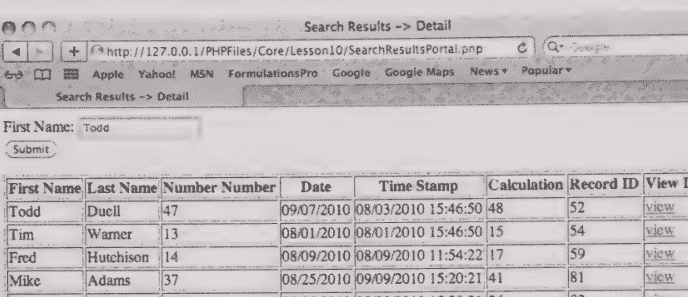 Search Results -> Detail
http://127.0.0.1/PHPFiles/Core/Lesson10/SearchResultsPortal.php
Apple Yahoo! MSN FormulationsPro Google Google Maps News Popular
Search Results -> Detail
First Name: Todd
Submit
First Name Last Name Number Number Date Time Stamp Calculation Record ID View
Todd Duell 47 09/07/2010 08/03/2010 15:46:50 48 52 view
Tim Warner 13 08/01/2010 08/01/2010 15:46:50 15 54 view
Fred Hutchison 14 08/09/2010 08/09/2010 11:54:22 17 59 view
Mike Adams 37 08/25/2010 09/09/2010 15:20:21 41 81 view